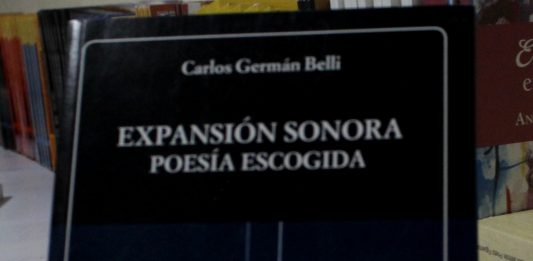 Carlos Germán Belli
EXPANSIÓN SONORA
POESÍA ESCOGIDA